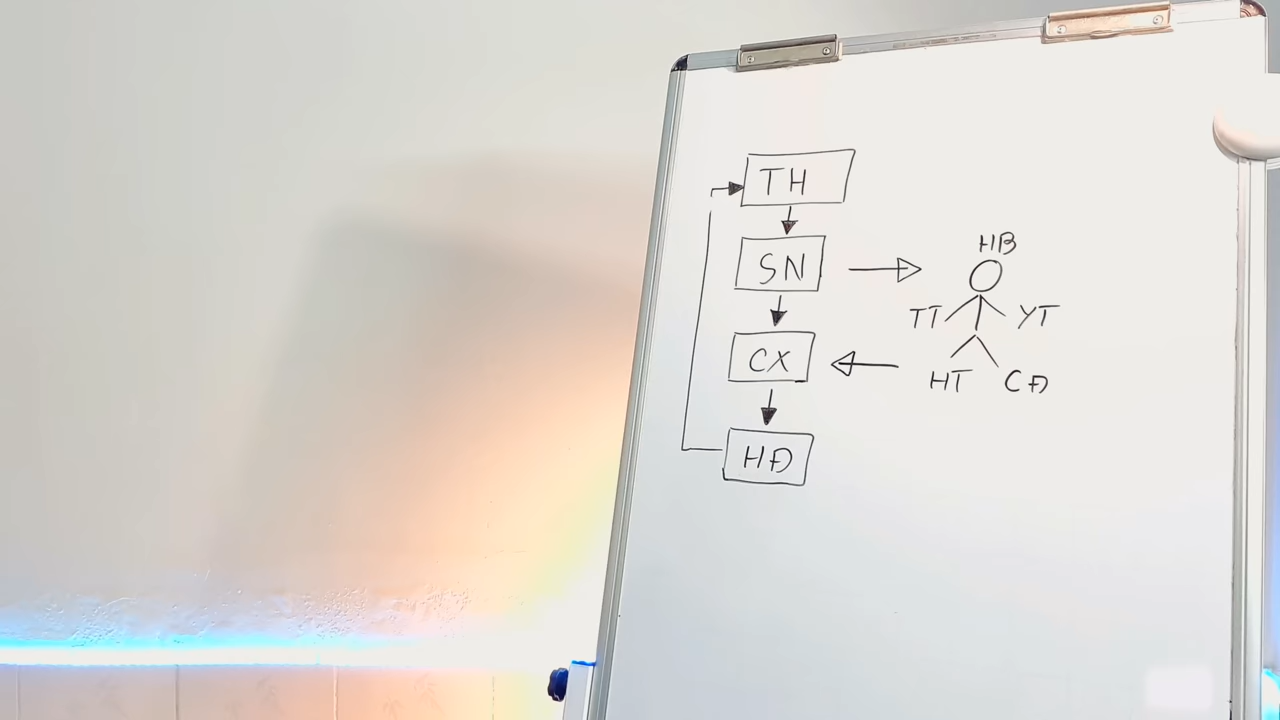 TH
SN
CX
HĐ
HB
TT YT
HT CĐ